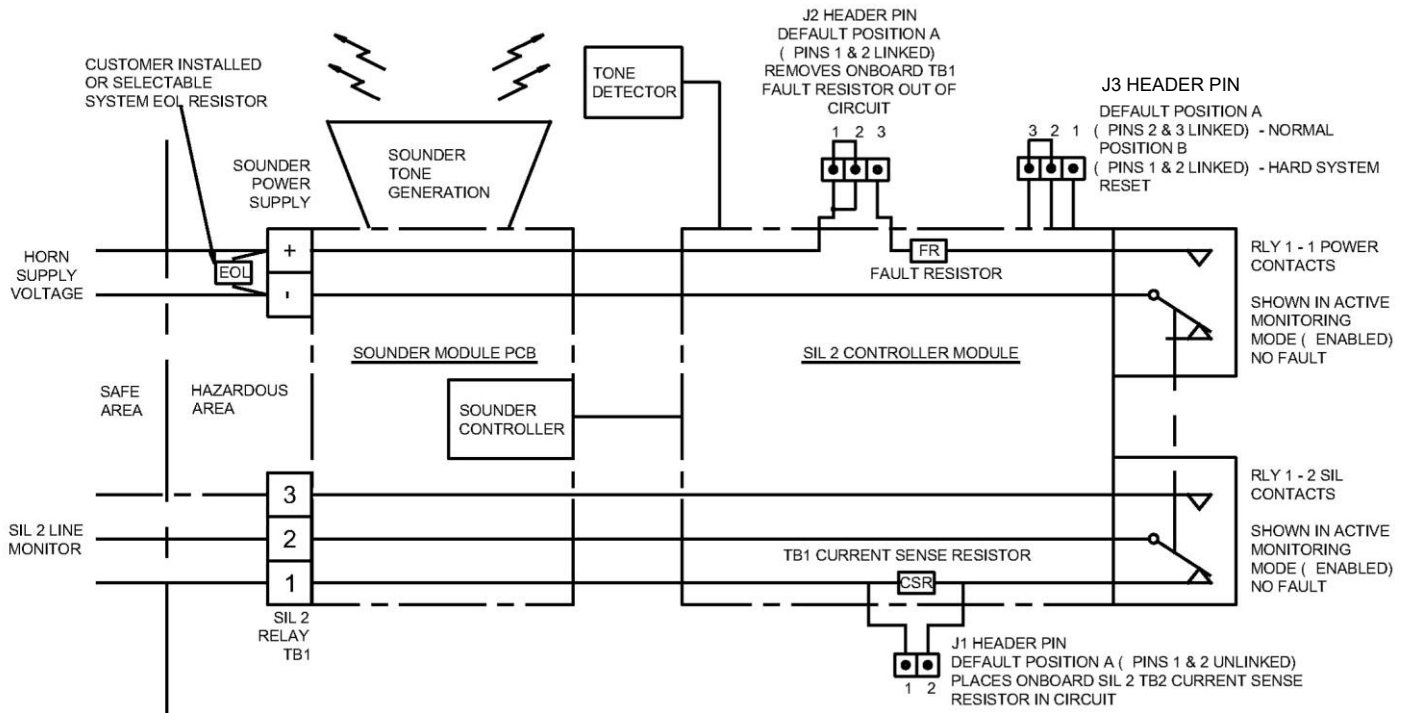 J2 HEADER PIN
DEFAULT POSITION A
( PINS 1 & 2 LINKED)
REMOVES ONBOARD TB1
FAULT RESISTOR OUT OF
CIRCUIT
1 2 3
CUSTOMER INSTALLED
OR SELECTABLE
SYSTEM EOL RESISTOR
TONE
DETECTOR
J3 HEADER PIN
DEFAULT POSITION A
( PINS 2 & 3 LINKED) - NORMAL
POSITION B
( PINS 1 & 2 LINKED) - HARD SYSTEM
RESET
3 2 1
SOUNDER
TONE
GENERATION
SOUNDER
POWER
SUPPLY
HORN
SUPPLY
VOLTAGE
EOL
+
-
FR
FAULT RESISTOR
RLY 1 - 1 POWER
CONTACTS
SHOWN IN ACTIVE
MONITORING
MODE ( ENABLED)
NO FAULT
SOUNDER MODULE PCB
SIL 2 CONTROLLER MODULE
SAFE
AREA
HAZARDOUS
AREA
SOUNDER
CONTROLLER
SIL 2 LINE
MONITOR
3
2
1
SIL 2
RELAY
TB1
TB1 CURRENT SENSE RESISTOR
CSR
RLY 1 - 2 SIL
CONTACTS
SHOWN IN ACTIVE
MONITORING
MODE ( ENABLED)
NO FAULT
1 2
J1 HEADER PIN
DEFAULT POSITION A ( PINS 1 & 2 UNLINKED)
PLACES ONBOARD SIL 2 TB2 CURRENT SENSE
RESISTOR IN CIRCUIT